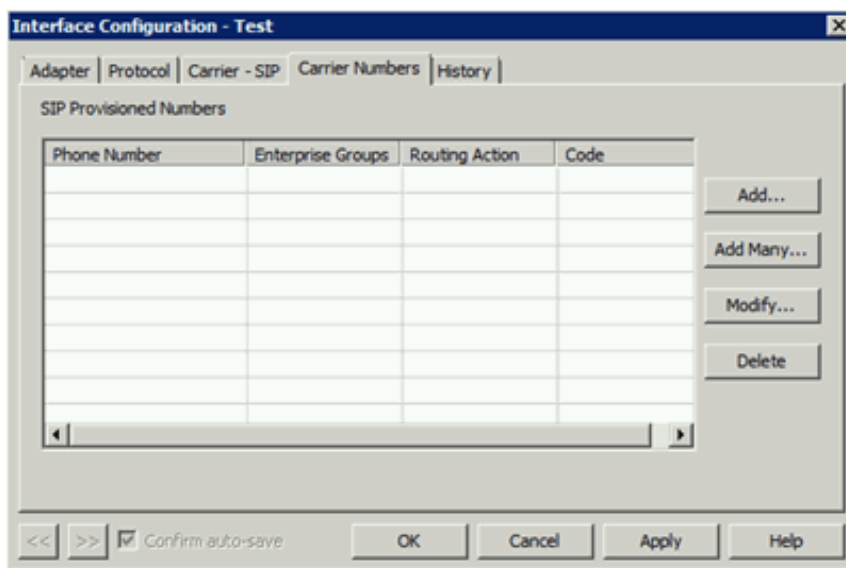 Interface Configuration - Test
Adapter Protocol Carrier - SIP Carrier Numbers History
SIP Provisioned Numbers
Phone Number Enterprise Groups Routing Action Code
Add...
Add Many...
Modify...
Delete
<< >> Confirm auto-save OK Cancel Apply Help